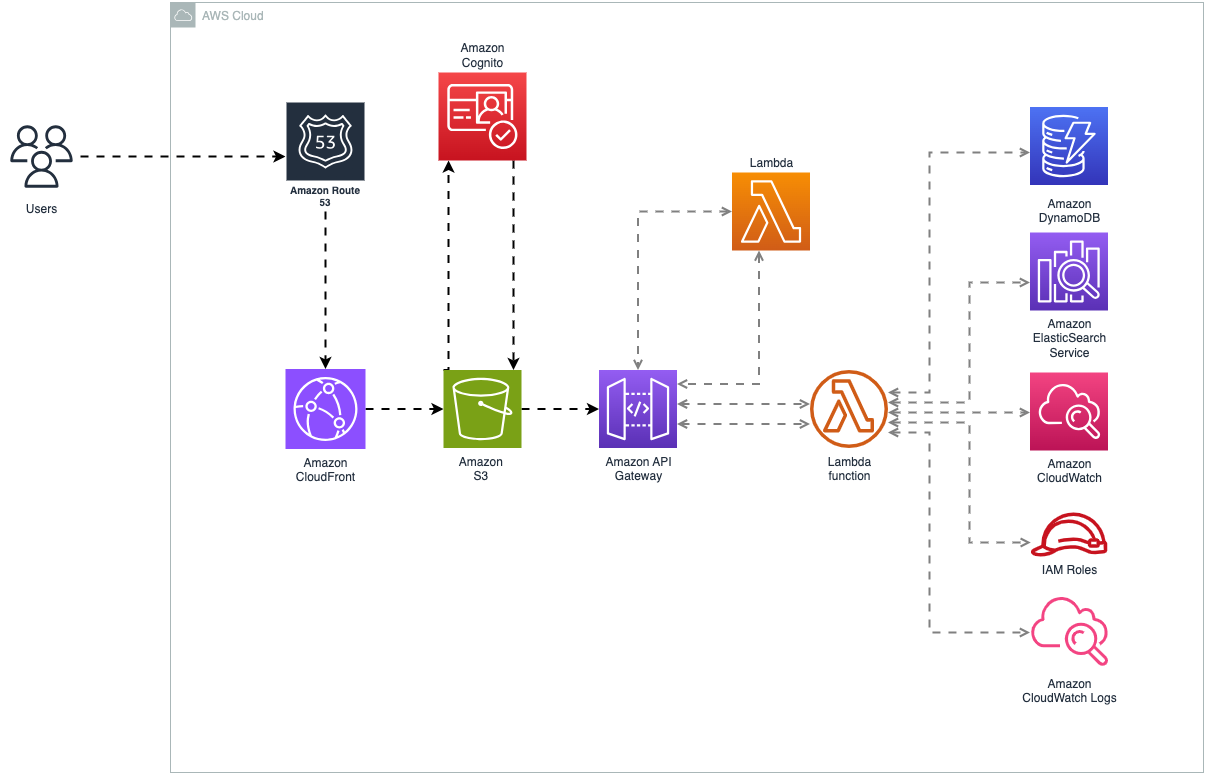 AWS Cloud
Amazon
Cognito
53
Amazon Route
53
Users
Lambda
Amazon
DynamoDB
Amazon
ElasticSearch
Service
</>
Amazon
CloudFront
Amazon
S3
Amazon API
Gateway
Lambda
function
Amazon
CloudWatch
IAM Roles
Amazon
CloudWatch Logs